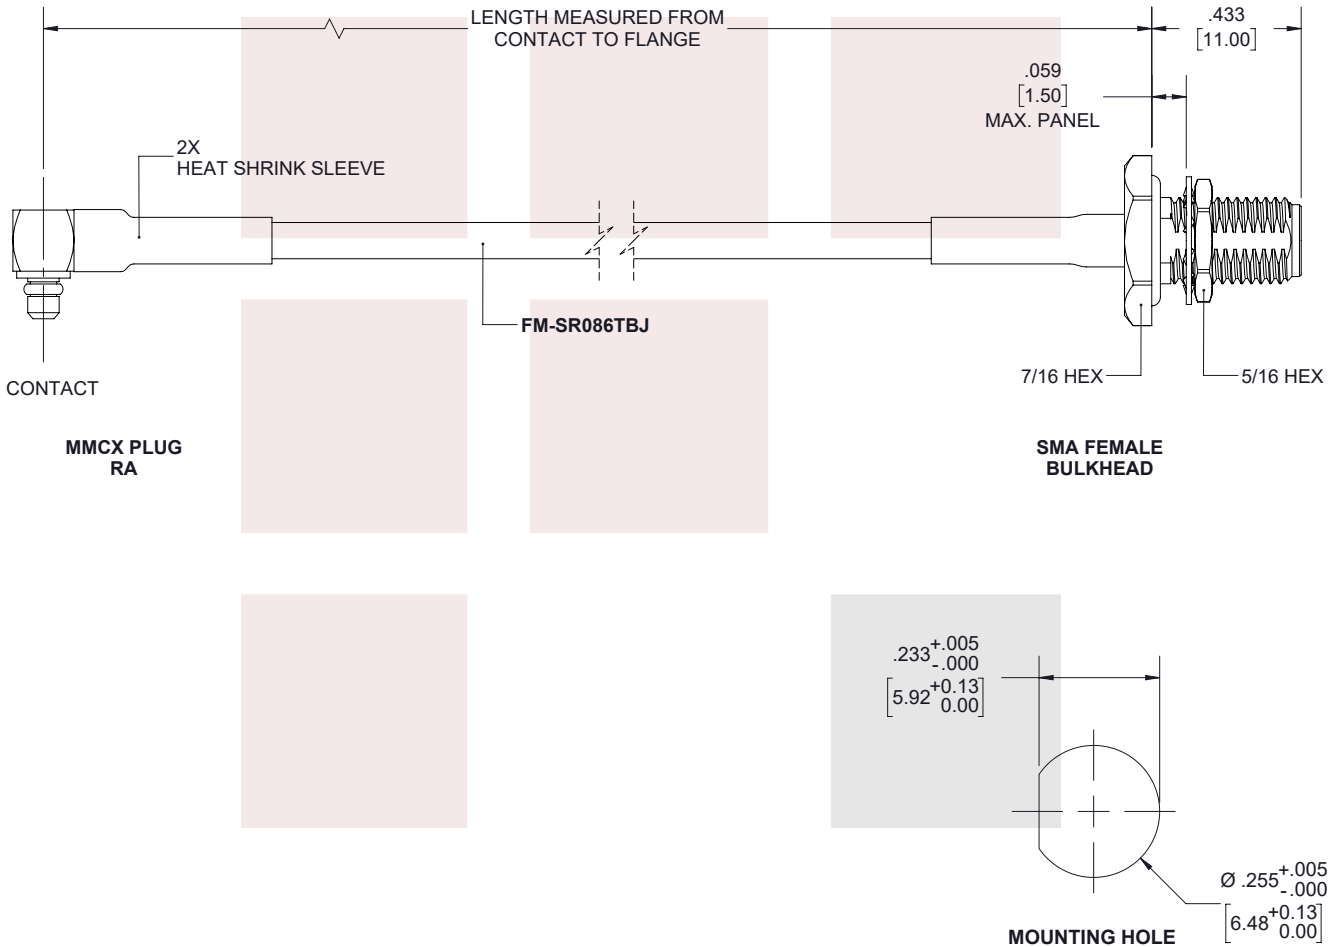 LENGTH MEASURED FROM
CONTACT TO FLANGE
.433
[11.00]
.059
[1.50]
MAX. PANEL
2X
HEAT SHRINK SLEEVE
FM-SR086TBJ
CONTACT
7/16 HEX
5/16 HEX
MMCX PLUG
RA
SMA FEMALE
BULKHEAD
.233 +.005
-.000
[5.92 +0.13
0.00]
Ø .255 +.005
-.000
[6.48 +0.13
0.00]
MOUNTING HOLE